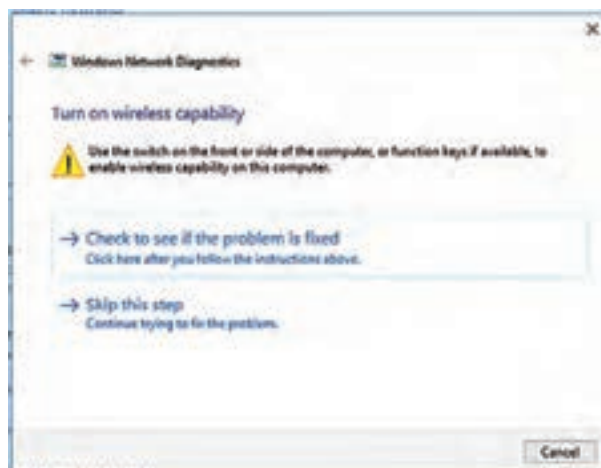 Windows Network Diagnostics
Turn on wireless capability
Use the switch on the front or side of the computer, or function keys if available, to
enable wireless capability on this computer.
→ Check to see if the problem is fixed
Click here after you follow the instructions above.
→ Skip this step
Continue trying to fix the problem.
Cancel